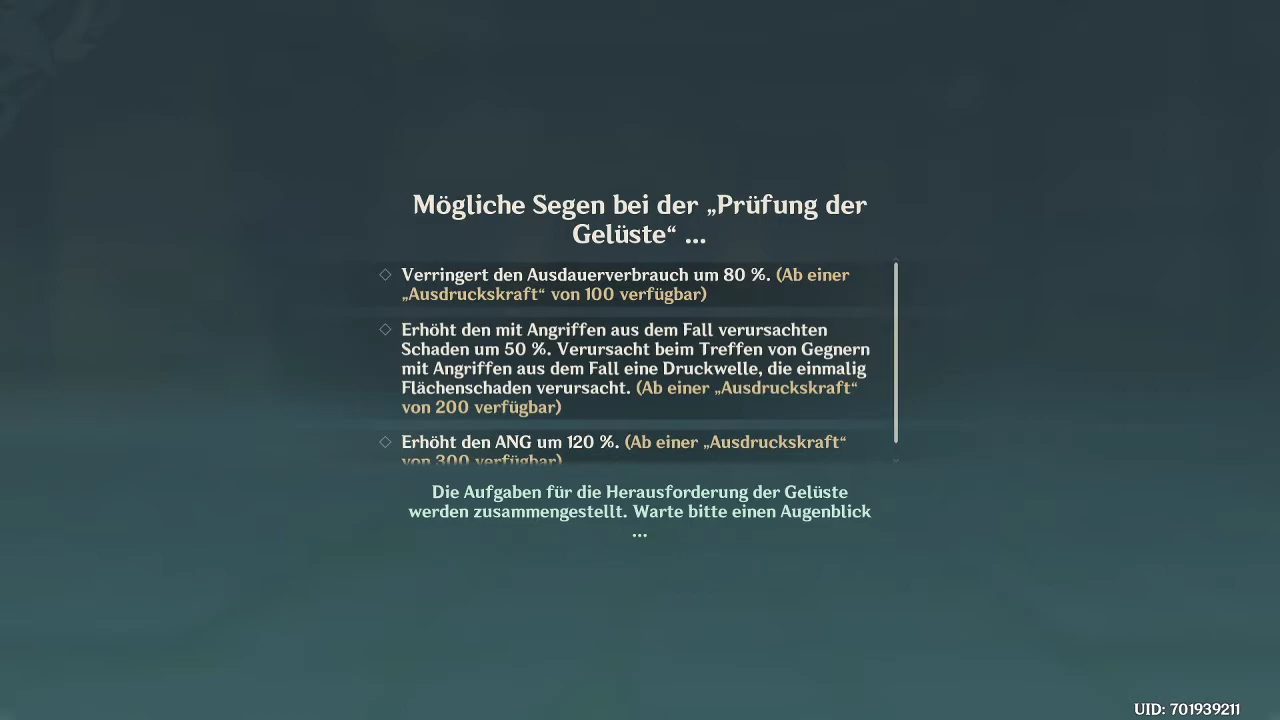 Mögliche Segen bei der „Prüfung der
Gelüste“ ...
Verringert den Ausdauerverbrauch um 80 %. (Ab einer
„Ausdruckskraft“ von 100 verfügbar)
Erhöht den mit Angriffen aus dem Fall verursachten
Schaden um 50 %. Verursacht beim Treffen von Gegnern
mit Angriffen aus dem Fall eine Druckwelle, die einmalig
Flächenschaden verursacht. (Ab einer „Ausdruckskraft“
von 200 verfügbar)
Erhöht den ANG um 120 %. (Ab einer „Ausdruckskraft“
von 300 verfügbar)
Die Aufgaben für die Herausforderung der Gelüste
werden zusammengestellt. Warte bitte einen Augenblick
...
UID: 701939211